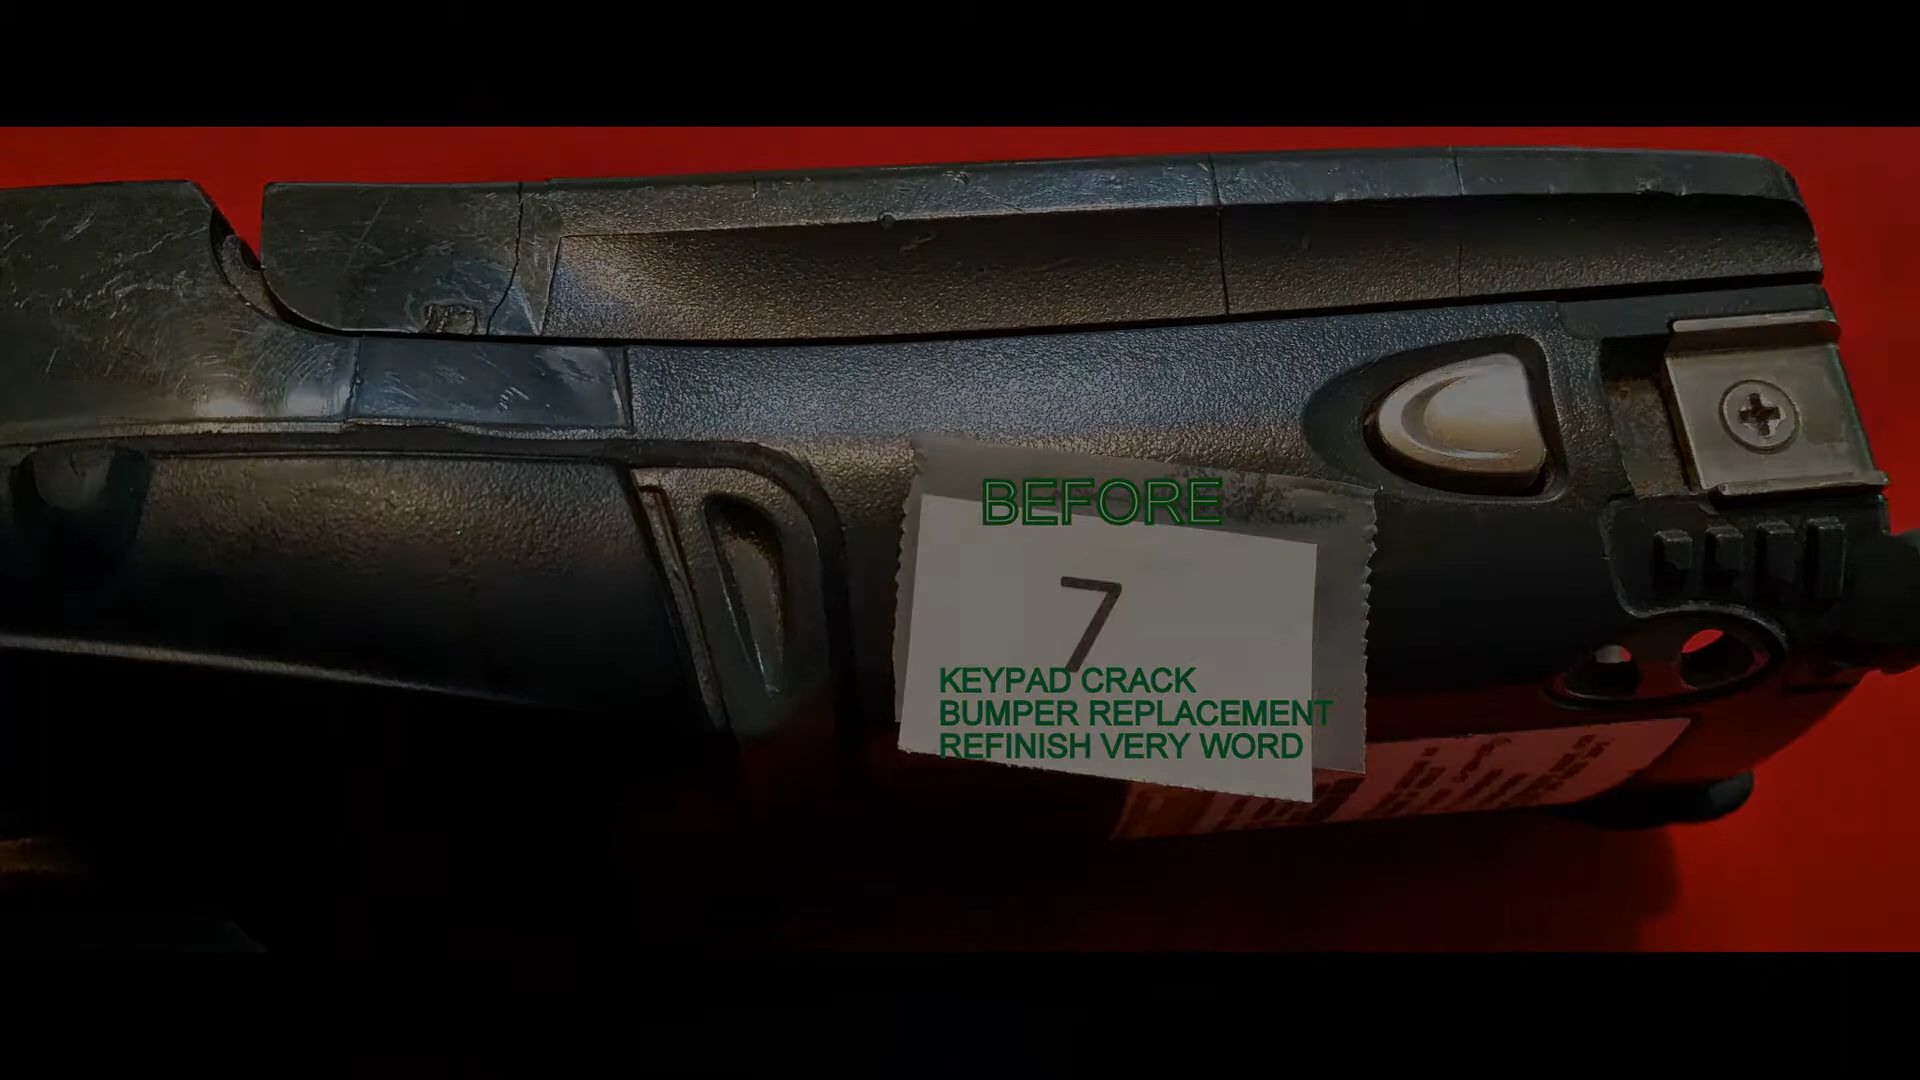 BEFORE
7
KEYPAD CRACK
BUMPER REPLACEMENT
REFINISH VERY WORD